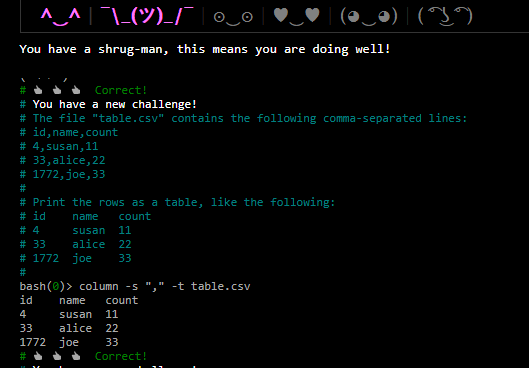 ^‿^ | ¯\_(ツ)_/¯ | ⊙‿⊙ | ♥‿♥ | (◕‿◕) | ( ͡° ͜ʖ ͡°)
You have a shrug-man, this means you are doing well!
# 👍 👍 👍 Correct!
# You have a new challenge!
# The file "table.csv" contains the following comma-separated lines:
# id,name,count
# 4,susan,11
# 33,alice,22
# 1772,joe,33
#
# Print the rows as a table, like the following:
# id    name   count
# 4     susan  11
# 33    alice  22
# 1772  joe    33
#
bash(0)> column -s "," -t table.csv
id    name   count
4     susan  11
33    alice  22
1772  joe    33
# 👍 👍 👍 Correct!